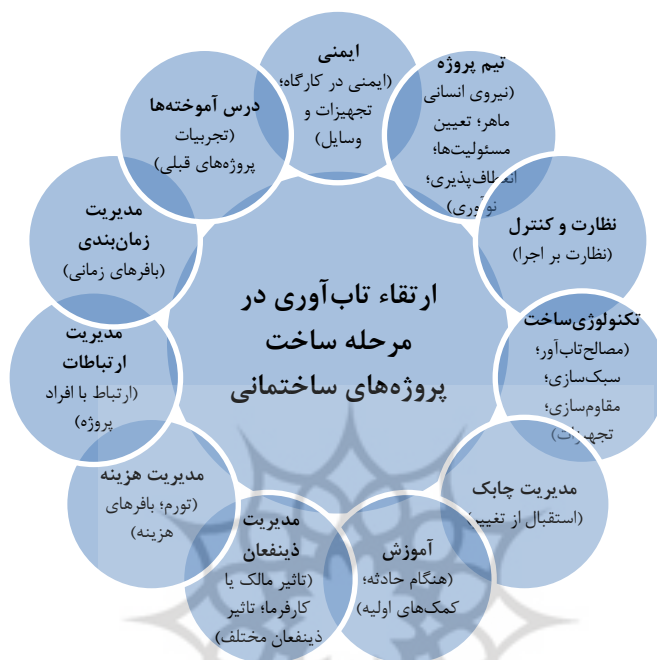 ارتقاء تاب‌آوری در
مرحله ساخت
پروژه‌های ساختمانی
ایمنی
(ایمنی در کارگاه؛
تجهیزات و
وسایل)
تیم پروژه
(نیروی انسانی
ماهر؛ تعیین
مسئولیت‌ها؛
انعطاف‌پذیری؛
نوآوری)
نظارت و کنترل
(نظارت بر اجرا)
تکنولوژی‌ساخت
(مصالح‌تاب‌آور؛
سبک‌سازی؛
مقاوم‌سازی؛
تجهیزات)
مدیریت چابک
(استقبال از تغییر)
آموزش
(هنگام حادثه؛
کمک‌های اولیه)
مدیریت
ذینفعان
(تاثیر مالک یا
کارفرما؛ تاثیر
ذینفعان مختلف)
مدیریت هزینه
(تورم؛ بافرهای
هزینه)
مدیریت
ارتباطات
(ارتباط با افراد
پروژه)
مدیریت
زمان‌بندی
(بافرهای زمانی)
درس آموخته‌ها
(تجربیات
پروژه‌های قبلی)